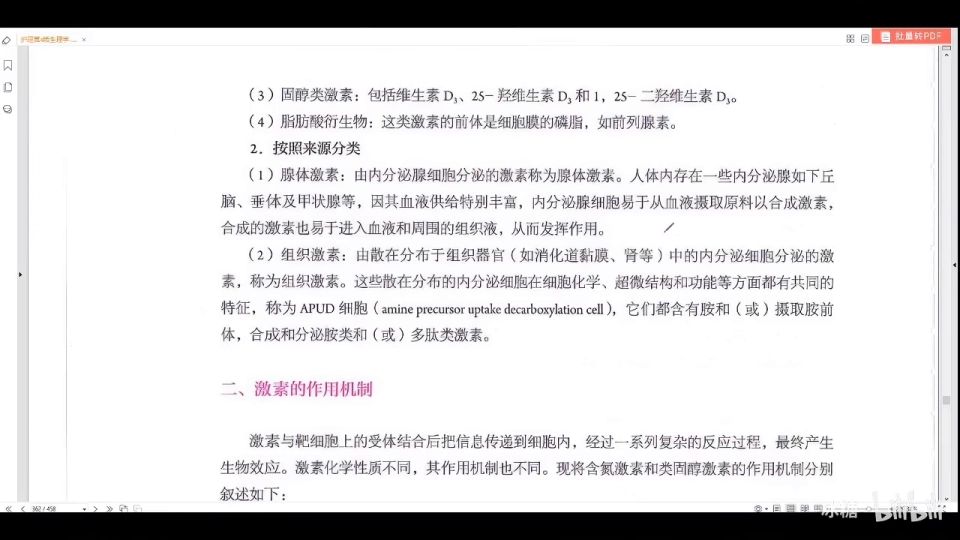 批量转PDF
（3）固醇类激素：包括维生素 D₃、25- 羟维生素 D₃ 和 1，25- 二羟维生素 D₃。
（4）脂肪酸衍生物：这类激素的前体是细胞膜的磷脂，如前列腺素。
2．按照来源分类
（1）腺体激素：由内分泌腺细胞分泌的激素称为腺体激素。人体内存在一些内分泌腺如下丘
脑、垂体及甲状腺等，因其血液供给特别丰富，内分泌腺细胞易于从血液摄取原料以合成激素，
合成的激素也易于进入血液和周围的组织液，从而发挥作用。
（2）组织激素：由散在分布于组织器官（如消化道黏膜、肾等）中的内分泌细胞分泌的激
素，称为组织激素。这些散在分布的内分泌细胞在细胞化学、超微结构和功能等方面都有共同的
特征，称为 APUD 细胞（amine precursor uptake decarboxylation cell），它们都含有胺和（或）摄取胺前
体，合成和分泌胺类和（或）多肽类激素。
二、激素的作用机制
激素与靶细胞上的受体结合后把信息传递到细胞内，经过一系列复杂的反应过程，最终产生
生物效应。激素化学性质不同，其作用机制也不同。现将含氮激素和类固醇激素的作用机制分别
叙述如下：
362 / 458
bilibili